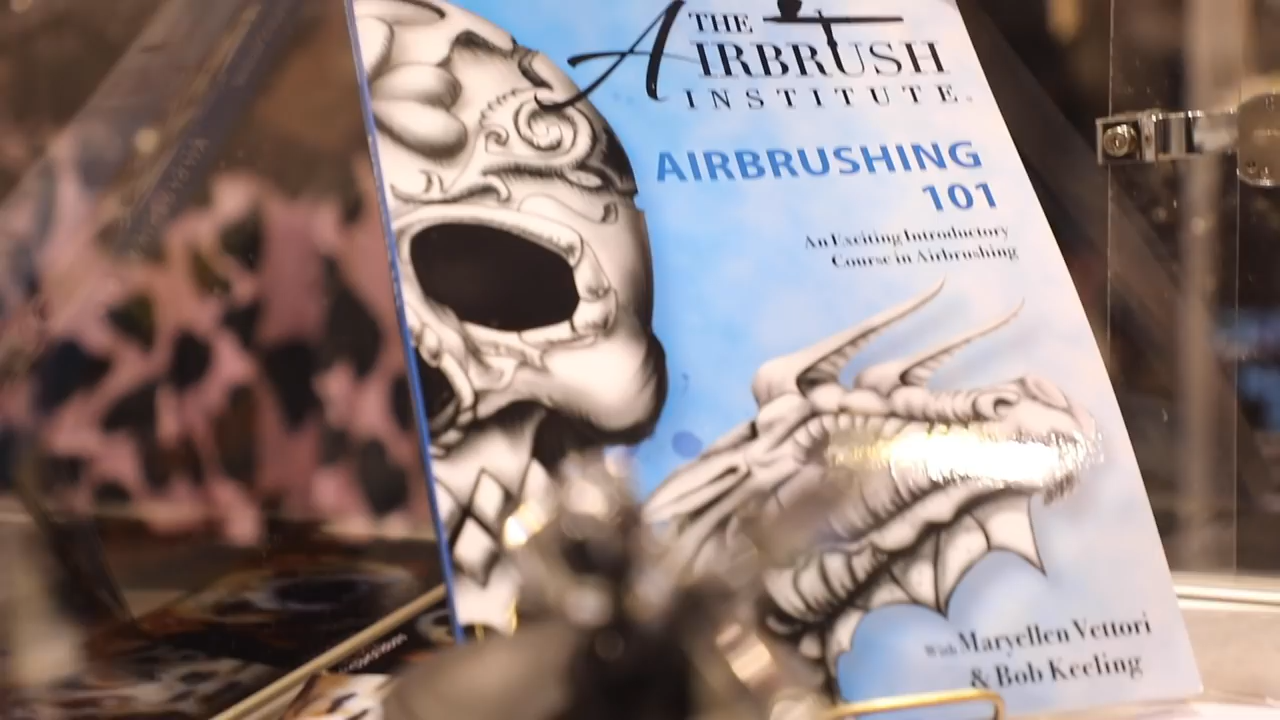 THE
AIRBRUSH
INSTITUTE.
AIRBRUSHING
101
An Exciting Introductory
Course in Airbrushing
With Maryellen Vettori
& Bob Keeling